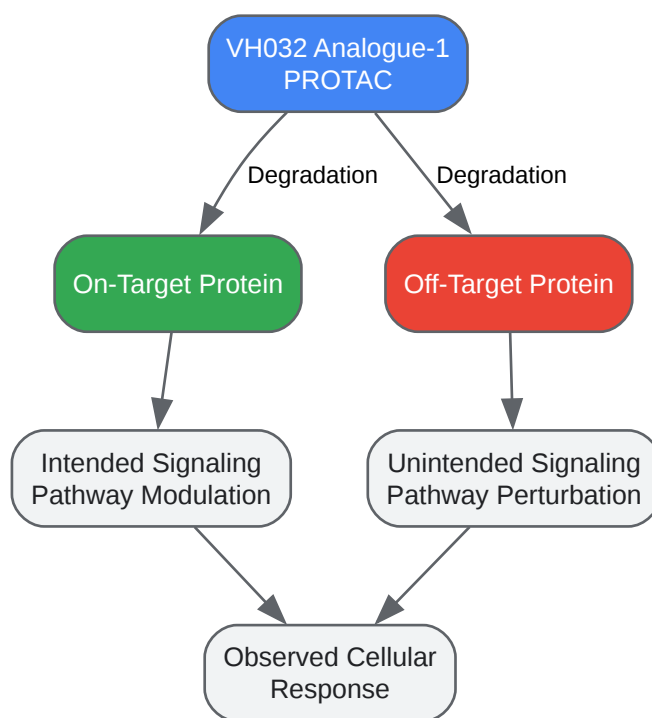 VH032 Analogue-1
PROTAC
Degradation
Degradation
On-Target Protein
Off-Target Protein
Intended Signaling
Pathway Modulation
Unintended Signaling
Pathway Perturbation
Observed Cellular
Response